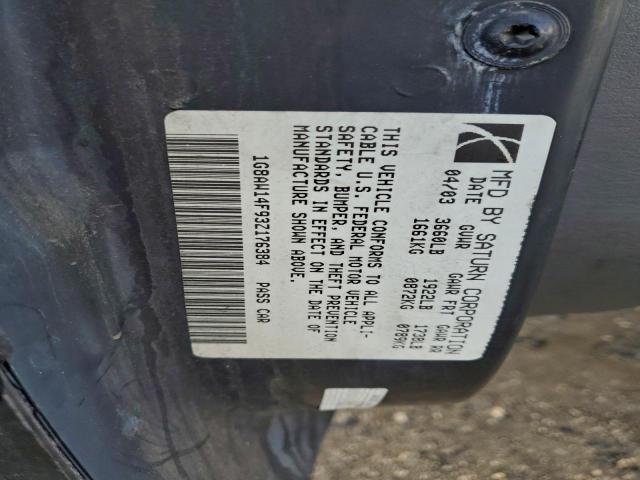 MFD BY SATURN CORPORATION
DATE GVWR GAWR FRT GAWR RR
04/03 3660LB 1922LB 1738LB
1661KG 0872KG 0789KG
THIS VEHICLE CONFORMS TO ALL APPLI-
CABLE U.S. FEDERAL MOTOR VEHICLE
SAFETY, BUMPER, AND THEFT PREVENTION
STANDARDS IN EFFECT ON THE DATE OF
MANUFACTURE SHOWN ABOVE.
1G8AW14F93Z176384 PASS CAR